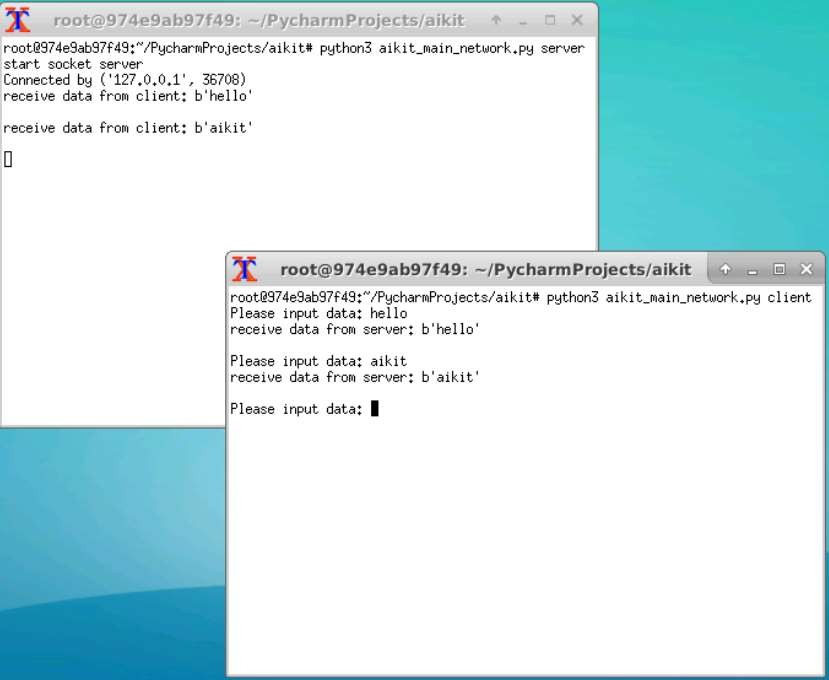 root@974e9ab97f49: ~/PycharmProjects/aikit
root@974e9ab97f49:~/PycharmProjects/aikit# python3 aikit_main_network.py server
start socket server
Connected by ('127.0.0.1', 36708)
receive data from client: b'hello'
receive data from client: b'aikit'
root@974e9ab97f49: ~/PycharmProjects/aikit
root@974e9ab97f49:~/PycharmProjects/aikit# python3 aikit_main_network.py client
Please input data: hello
receive data from server: b'hello'
Please input data: aikit
receive data from server: b'aikit'
Please input data: